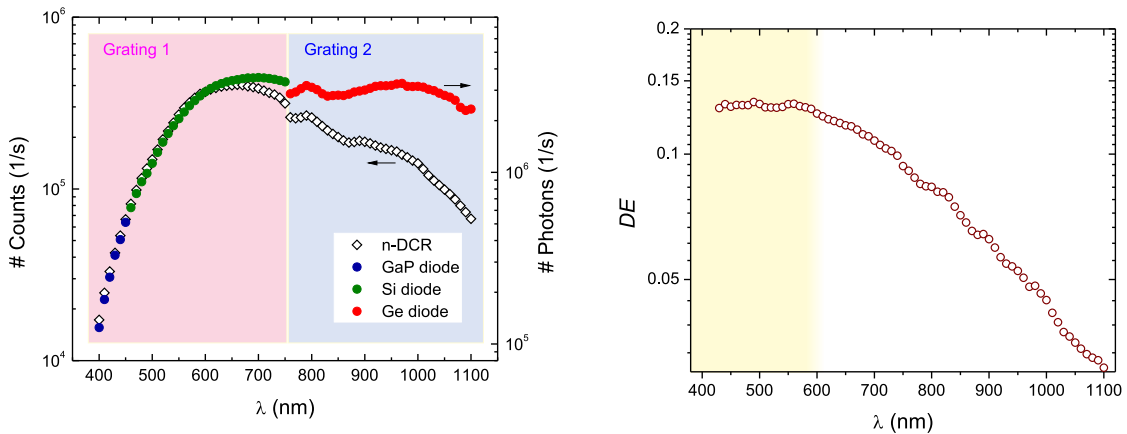 Grating 1
Grating 2
# Counts (1/s)
10^6
10^5
10^4
n-DCR
GaP diode
Si diode
Ge diode
# Photons (1/s)
10^6
10^5
400 500 600 700 800 900 1000 1100
λ (nm)
DE
0.2
0.15
0.1
0.05
400 500 600 700 800 900 1000 1100
λ (nm)